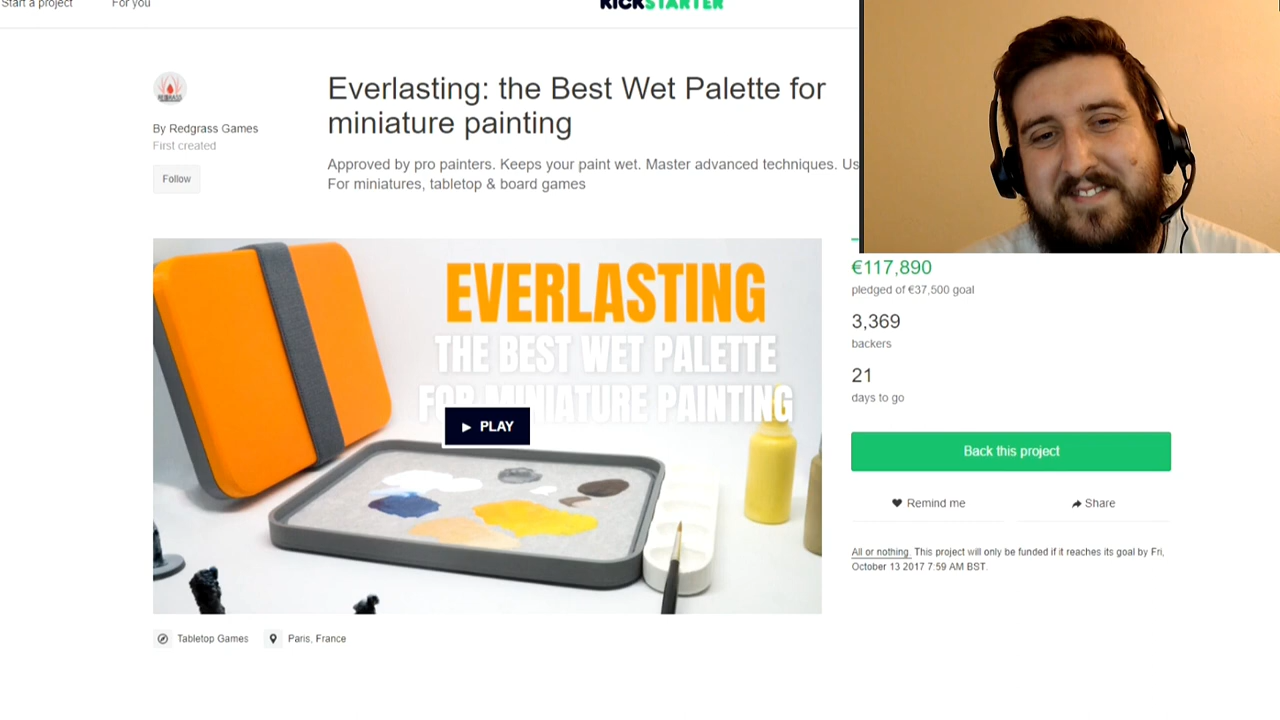 Start a project
For you
KICKSTARTER
Everlasting: the Best Wet Palette for
miniature painting
By Redgrass Games
First created
Follow
Approved by pro painters. Keeps your paint wet. Master advanced techniques. Us
For miniatures, tabletop & board games
EVERLASTING
THE BEST WET PALETTE
FOR MINIATURE PAINTING
PLAY
€117,890
pledged of €37,500 goal
3,369
backers
21
days to go
Back this project
Remind me
Share
All or nothing. This project will only be funded if it reaches its goal by Fri,
October 13 2017 7:59 AM BST.
Tabletop Games
Paris, France